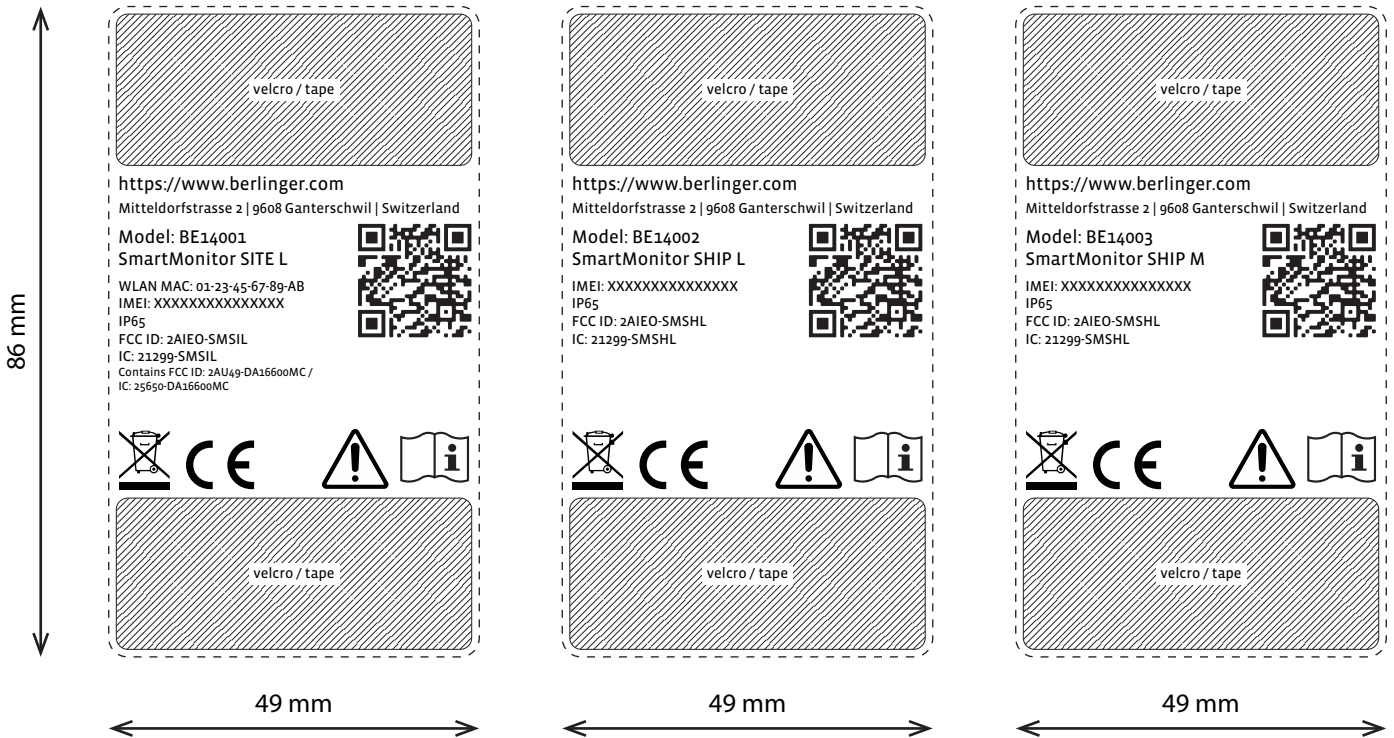 velcro / tape
https://www.berlinger.com
Mitteldorfstrasse 2 | 9608 Ganterschwil | Switzerland
Model: BE14001
SmartMonitor SITE L
WLAN MAC: 01-23-45-67-89-AB
IMEI: XXXXXXXXXXXXXXX
IP65
FCC ID: 2AIEO-SMSIL
IC: 21299-SMSIL
Contains FCC ID: 2AU49-DA16600MC /
IC: 25650-DA16600MC
CE
velcro / tape
86 mm
49 mm
velcro / tape
https://www.berlinger.com
Mitteldorfstrasse 2 | 9608 Ganterschwil | Switzerland
Model: BE14002
SmartMonitor SHIP L
IMEI: XXXXXXXXXXXXXXX
IP65
FCC ID: 2AIEO-SMSHL
IC: 21299-SMSHL
CE
velcro / tape
49 mm
velcro / tape
https://www.berlinger.com
Mitteldorfstrasse 2 | 9608 Ganterschwil | Switzerland
Model: BE14003
SmartMonitor SHIP M
IMEI: XXXXXXXXXXXXXXX
IP65
FCC ID: 2AIEO-SMSHL
IC: 21299-SMSHL
CE
velcro / tape
49 mm